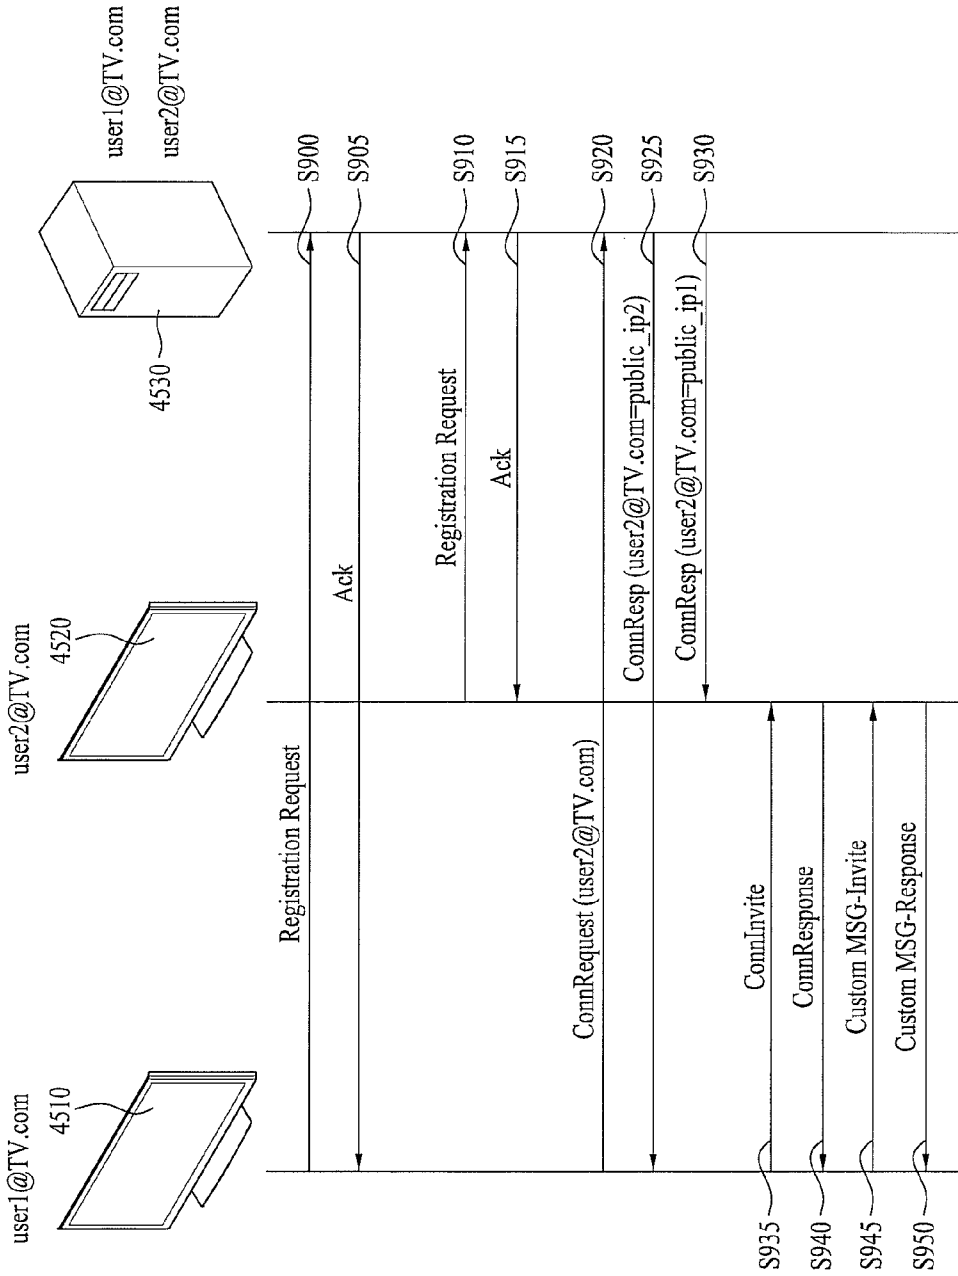 user1@TV.com
4510
user2@TV.com
4520
4530
user1@TV.com
user2@TV.com
Registration Request
S900
Ack
S905
Registration Request
S910
Ack
S915
ConnRequest (user2@TV.com)
S920
ConnResp (user2@TV.com=public_ip2)
S925
ConnResp (user2@TV.com=public_ip1)
S930
S935
ConnInvite
S940
ConnResponse
S945
Custom MSG-Invite
S950
Custom MSG-Response